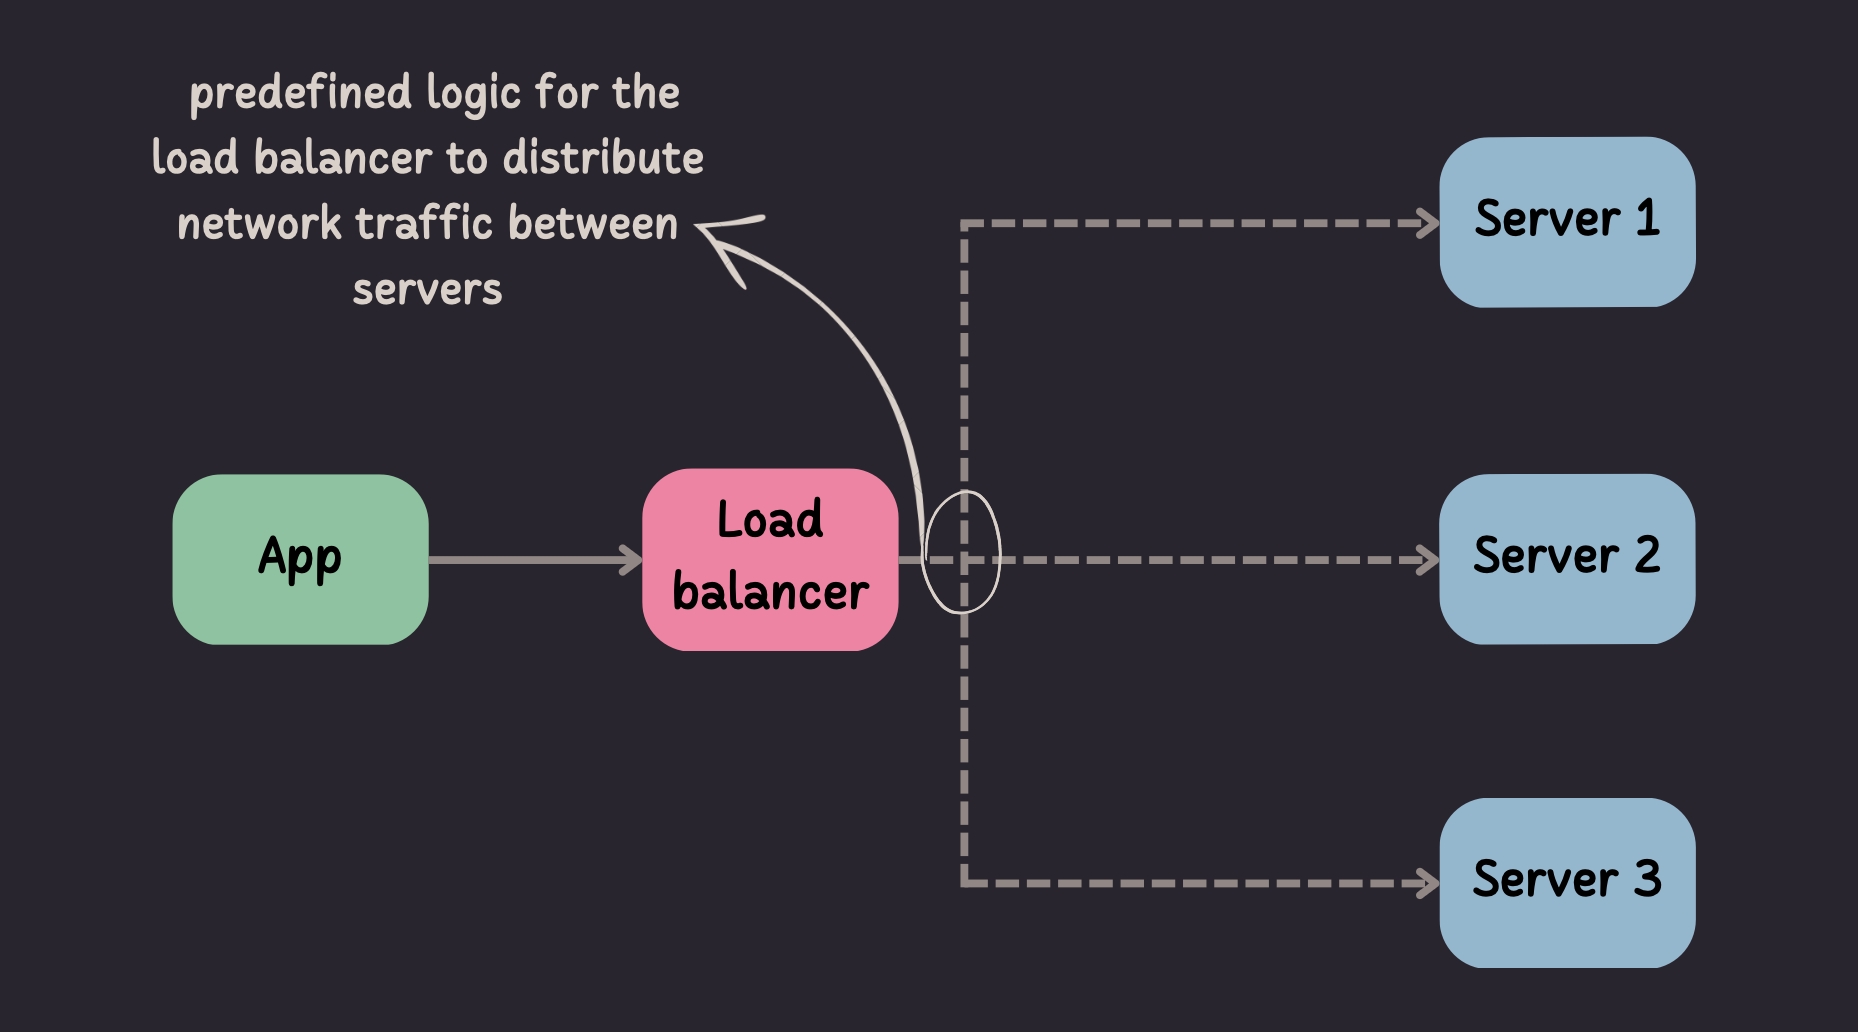 predefined logic for the
load balancer to distribute
network traffic between
servers
Server 1
App
Load
balancer
Server 2
Server 3